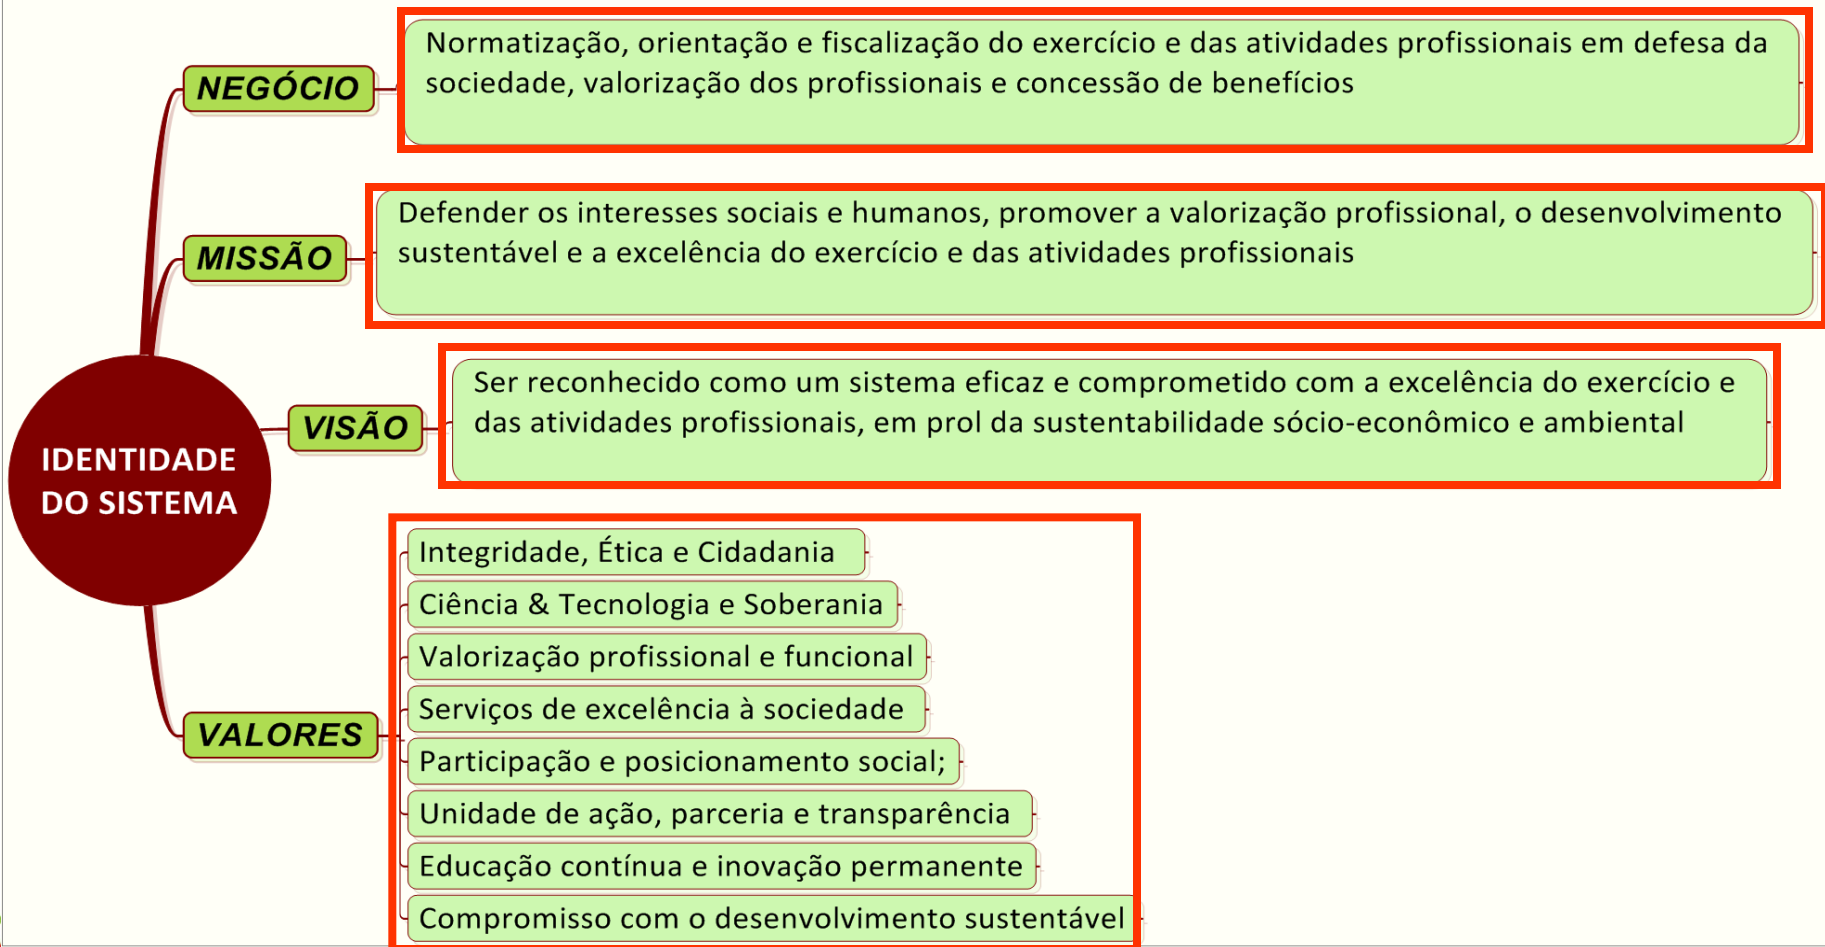 NEGÓCIO
Normatização, orientação e fiscalização do exercício e das atividades profissionais em defesa da
sociedade, valorização dos profissionais e concessão de benefícios
MISSÃO
Defender os interesses sociais e humanos, promover a valorização profissional, o desenvolvimento
sustentável e a excelência do exercício e das atividades profissionais
VISÃO
Ser reconhecido como um sistema eficaz e comprometido com a excelência do exercício e
das atividades profissionais, em prol da sustentabilidade sócio-econômico e ambiental
IDENTIDADE
DO SISTEMA
VALORES
Integridade, Ética e Cidadania
Ciência & Tecnologia e Soberania
Valorização profissional e funcional
Serviços de excelência à sociedade
Participação e posicionamento social;
Unidade de ação, parceria e transparência
Educação contínua e inovação permanente
Compromisso com o desenvolvimento sustentável